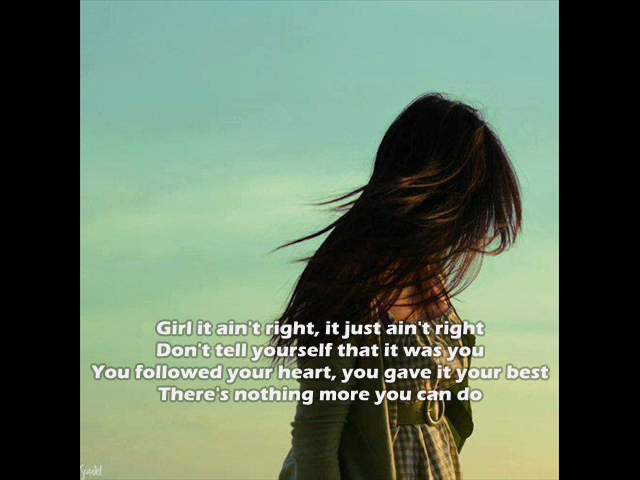 Girl it ain't right, it just ain't right
Don't tell yourself that it was you
You followed your heart, you gave it your best
There's nothing more you can do